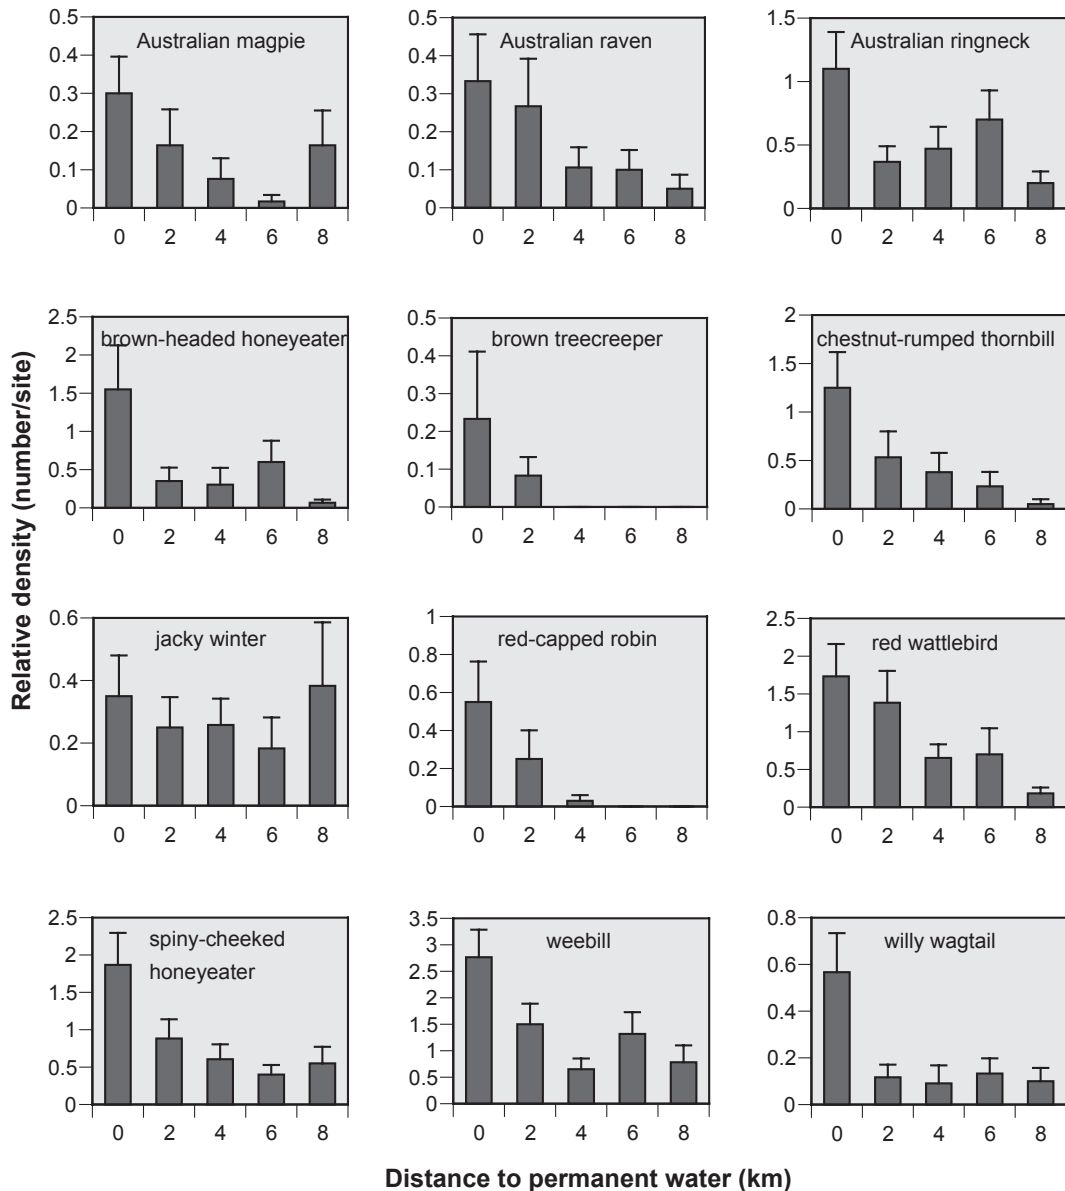 Relative density (number/site)
Australian magpie
0.5
0.4
0.3
0.2
0.1
0
0 2 4 6 8
Australian raven
0.5
0.4
0.3
0.2
0.1
0
0 2 4 6 8
Australian ringneck
1.5
1
0.5
0
0 2 4 6 8
brown-headed honeyeater
2.5
2
1.5
1
0.5
0
0 2 4 6 8
brown treecreeper
0.5
0.4
0.3
0.2
0.1
0
0 2 4 6 8
chestnut-rumped thornbill
2
1.5
1
0.5
0
0 2 4 6 8
jacky winter
0.6
0.4
0.2
0
0 2 4 6 8
red-capped robin
1
0.8
0.6
0.4
0.2
0
0 2 4 6 8
red wattlebird
2.5
2
1.5
1
0.5
0
0 2 4 6 8
spiny-cheeked
honeyeater
2.5
2
1.5
1
0.5
0
0 2 4 6 8
weebill
3.5
3
2.5
2
1.5
1
0.5
0
0 2 4 6 8
willy wagtail
0.8
0.6
0.4
0.2
0
0 2 4 6 8
Distance to permanent water (km)